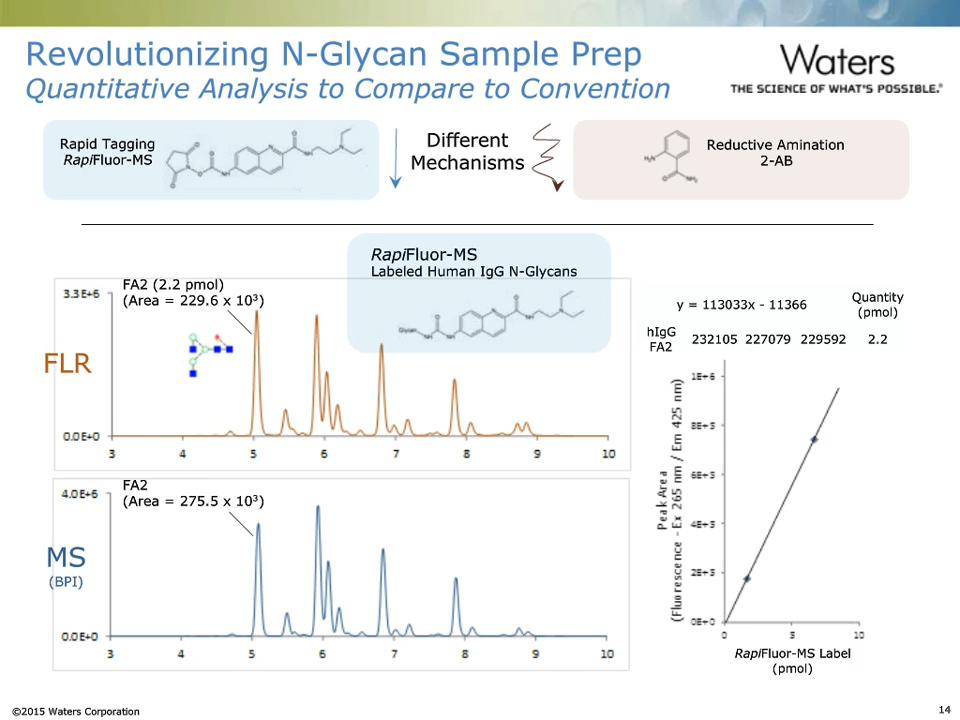 Revolutionizing N-Glycan Sample Prep
Quantitative Analysis to Compare to Convention
Waters
THE SCIENCE OF WHAT'S POSSIBLE.®
Rapid Tagging
RapiFluor-MS
Different
Mechanisms
Reductive Amination
2-AB
RapiFluor-MS
Labeled Human IgG N-Glycans
Glycan
FA2 (2.2 pmol)
(Area = 229.6 x 10³)
3.3E+6
FLR
0.0E+0
3 4 5 6 7 8 9 10
FA2
(Area = 275.5 x 10³)
4.0E+6
MS
(BPI)
0.0E+0
3 4 5 6 7 8 9 10
y = 113033x - 11366
Quantity
(pmol)
hIgG
FA2
232105 227079 229592 2.2
1E+6
8E+5
6E+5
4E+5
2E+5
0E+0
Peak Area
(Fluorescence - Ex 265 nm / Em 425 nm)
0 5 10
RapiFluor-MS Label
(pmol)
©2015 Waters Corporation
14